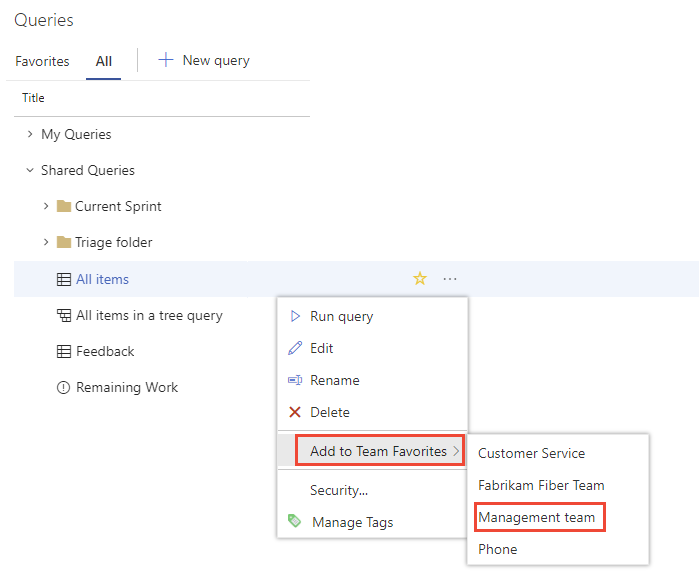 Queries
Favorites All New query
Title
My Queries
Shared Queries
Current Sprint
Triage folder
All items
All items in a tree query
Feedback
Remaining Work
Run query
Edit
Rename
Delete
Add to Team Favorites
Security...
Manage Tags
Customer Service
Fabrikam Fiber Team
Management team
Phone